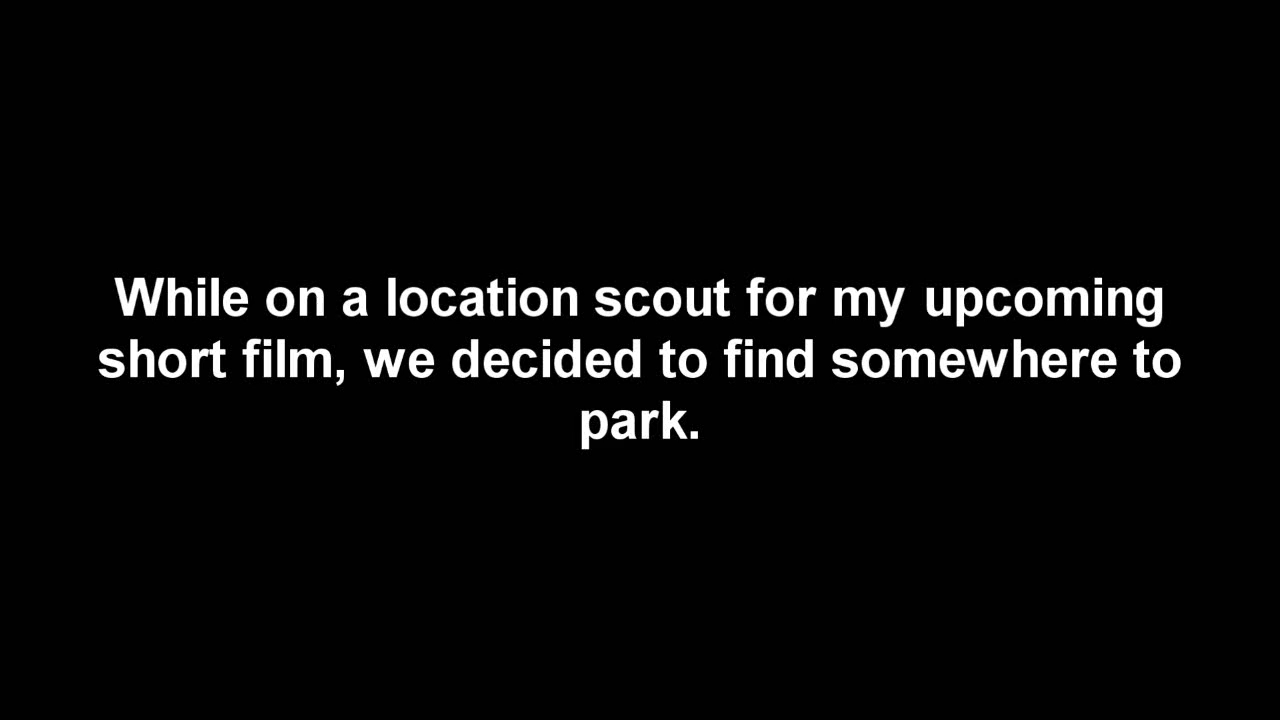 While on a location scout for my upcoming
short film, we decided to find somewhere to
park.